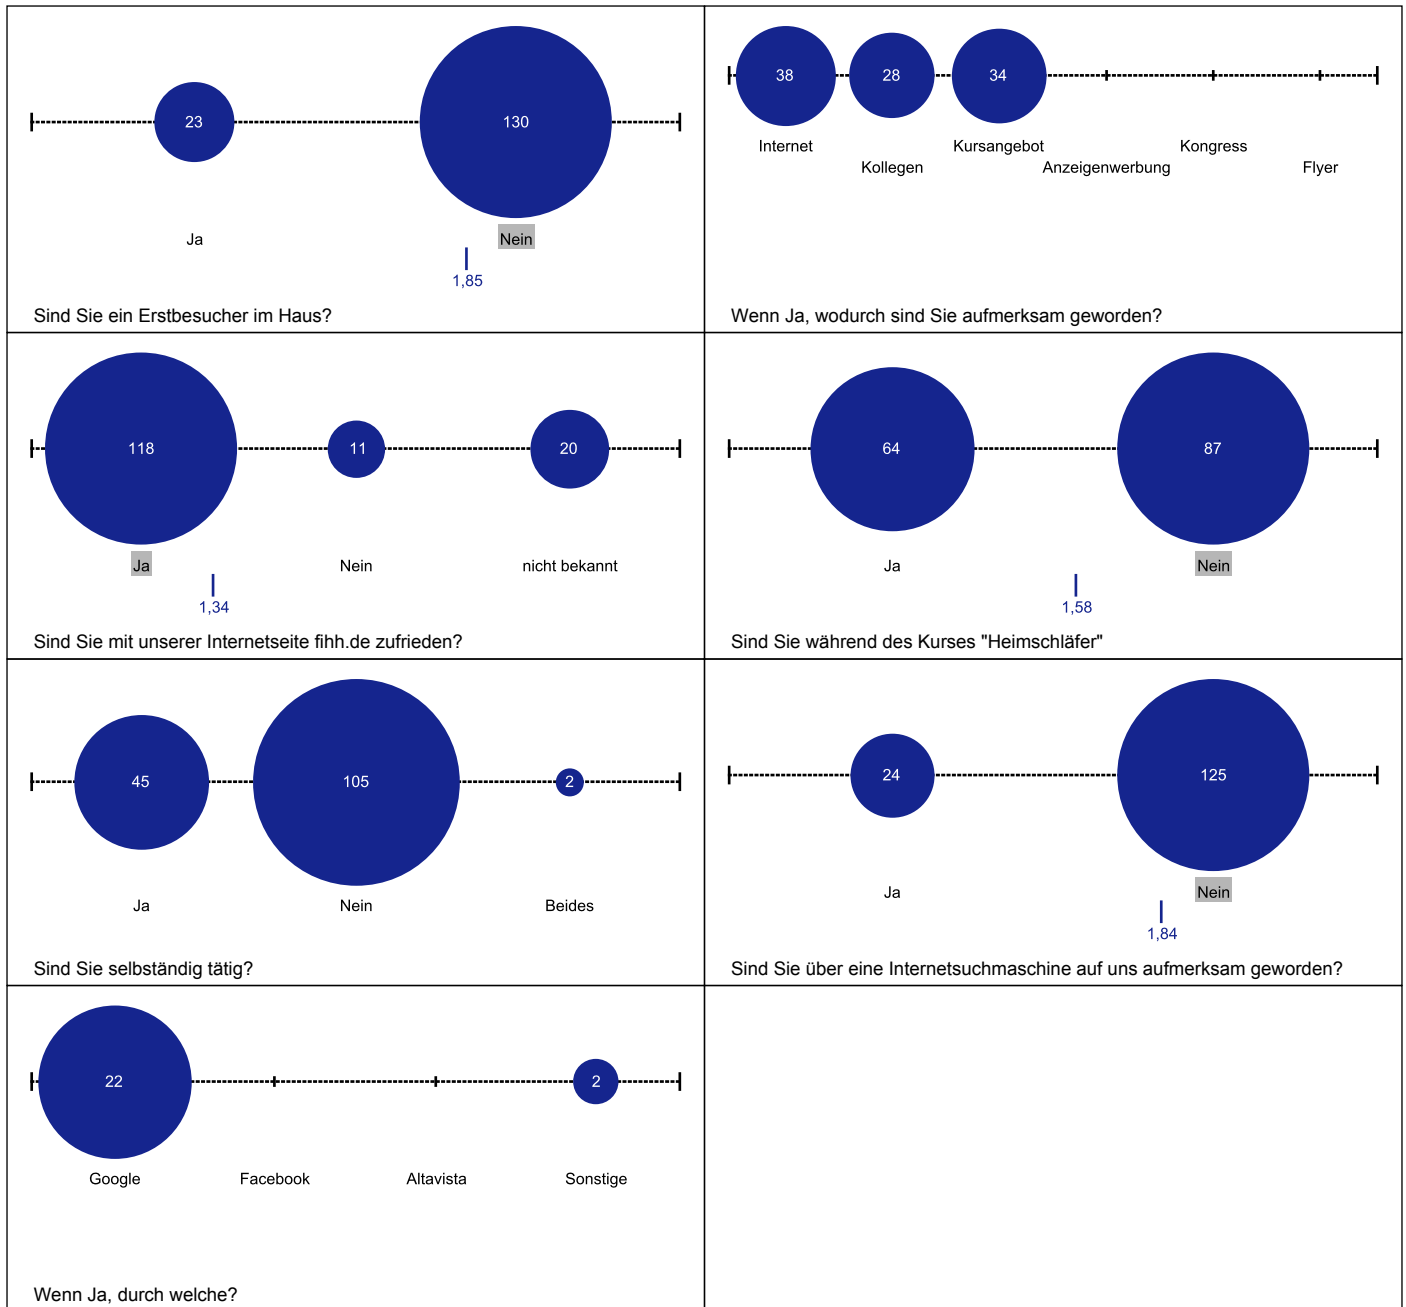 23 130
Ja Nein
1,85
Sind Sie ein Erstbesucher im Haus?
38 28 34
Internet Kursangebot Kongress
Kollegen Anzeigenwerbung Flyer
Wenn Ja, wodurch sind Sie aufmerksam geworden?
118 11 20
Ja Nein nicht bekannt
1,34
Sind Sie mit unserer Internetseite fihh.de zufrieden?
64 87
Ja Nein
1,58
Sind Sie während des Kurses "Heimschläfer"
45 105 2
Ja Nein Beides
Sind Sie selbständig tätig?
24 125
Ja Nein
1,84
Sind Sie über eine Internetsuchmaschine auf uns aufmerksam geworden?
22 2
Google Facebook Altavista Sonstige
Wenn Ja, durch welche?